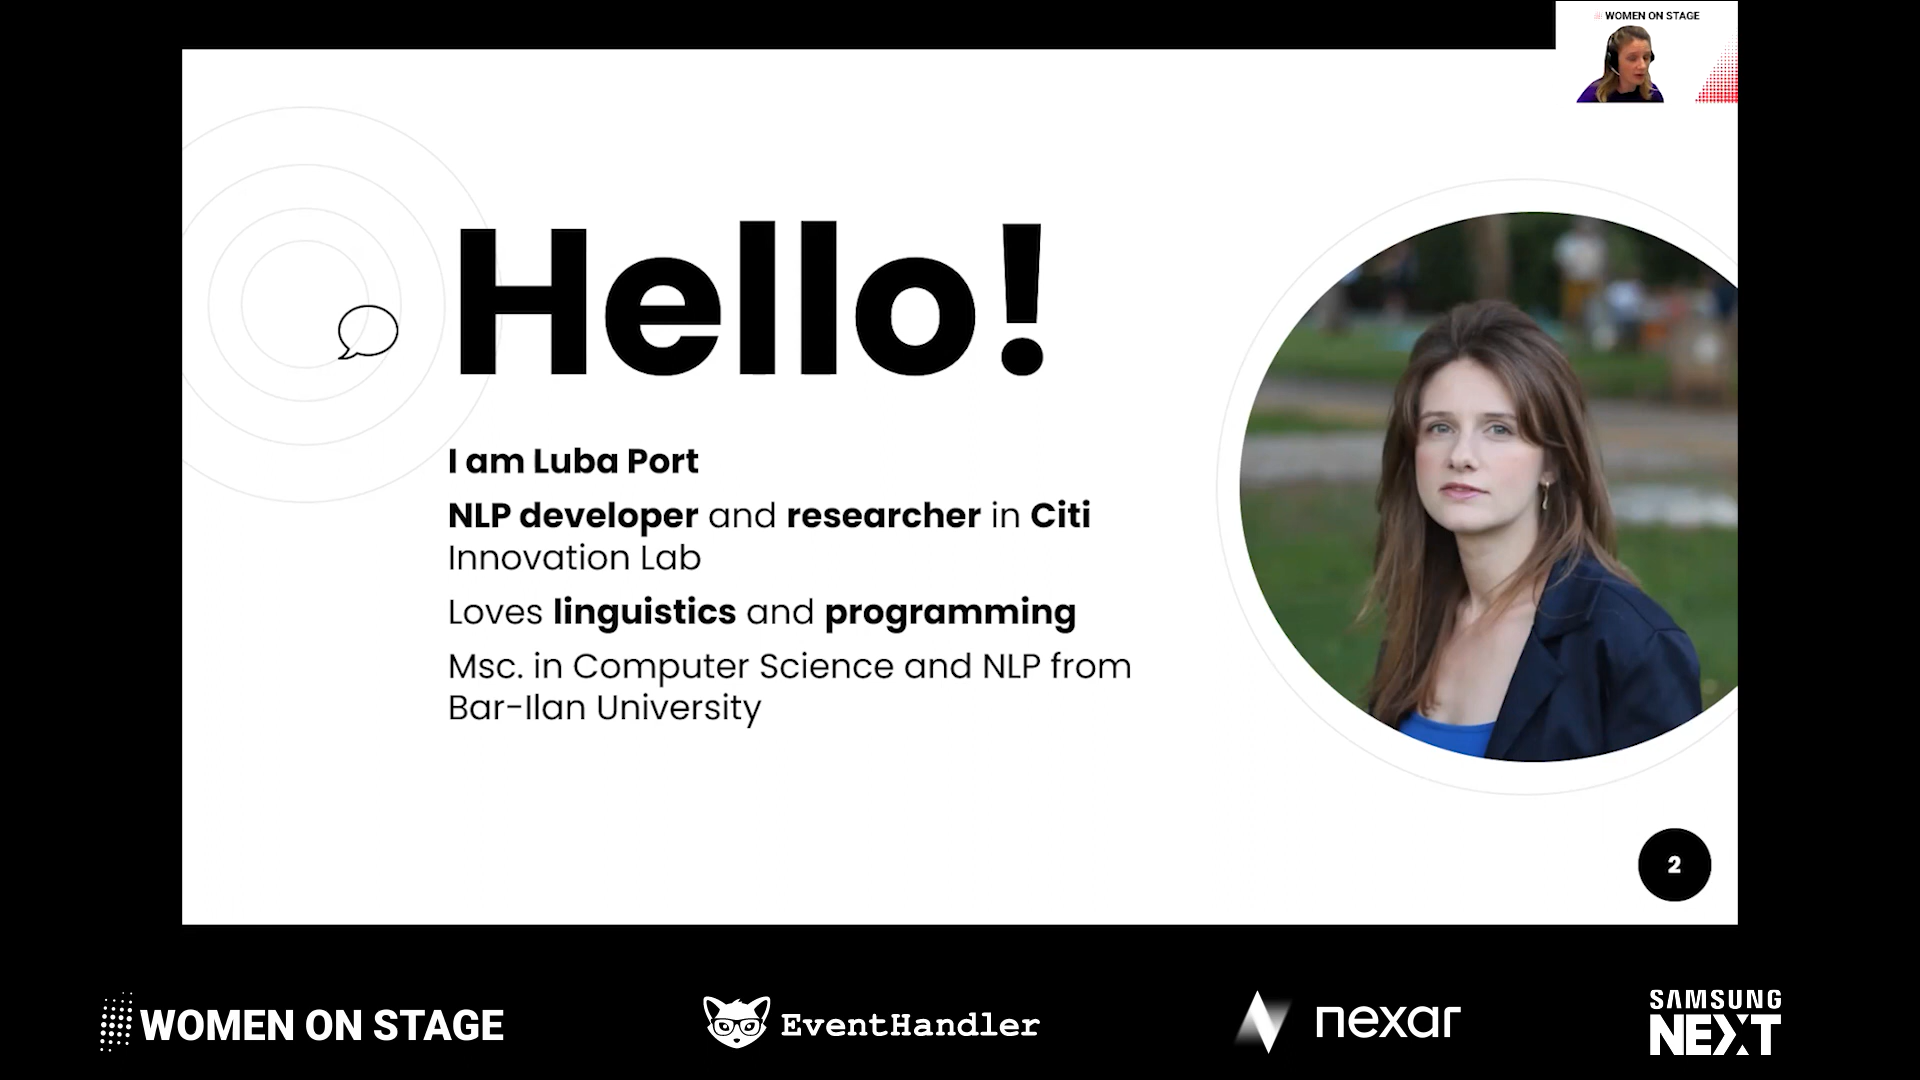 WOMEN ON STAGE
Hello!
I am Luba Port
NLP developer and researcher in Citi
Innovation Lab
Loves linguistics and programming
Msc. in Computer Science and NLP from
Bar-Ilan University
2
WOMEN ON STAGE
EventHandler
nexar
SAMSUNG
NEXT